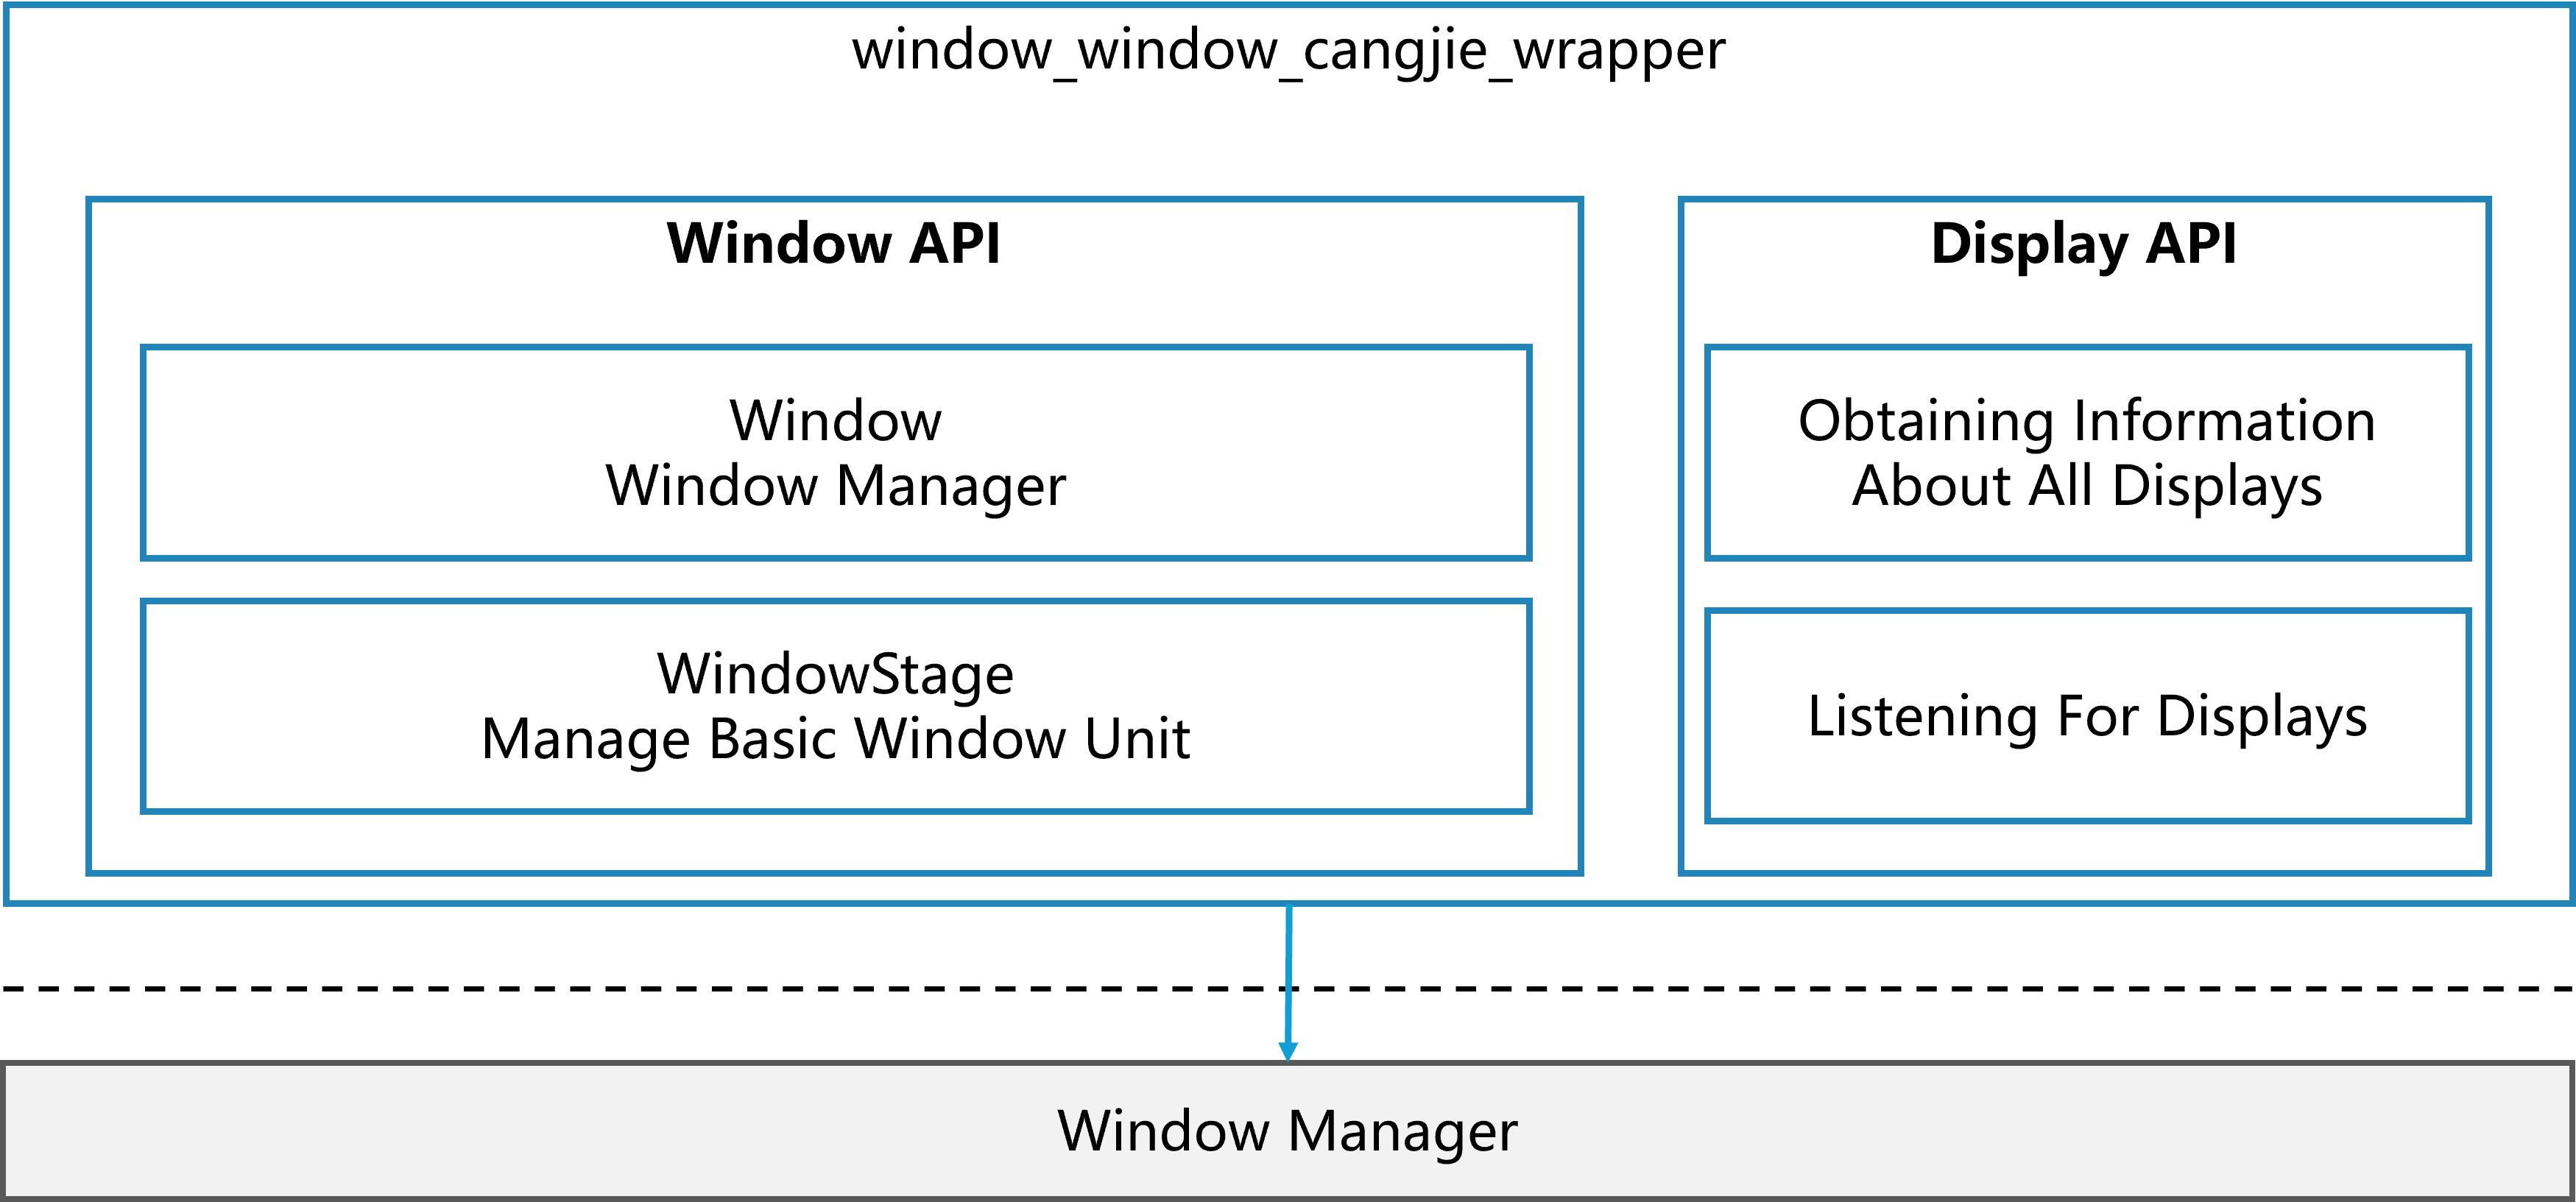 window_window_cangjie_wrapper
Window API
Window
Window Manager
WindowStage
Manage Basic Window Unit
Display API
Obtaining Information
About All Displays
Listening For Displays
Window Manager